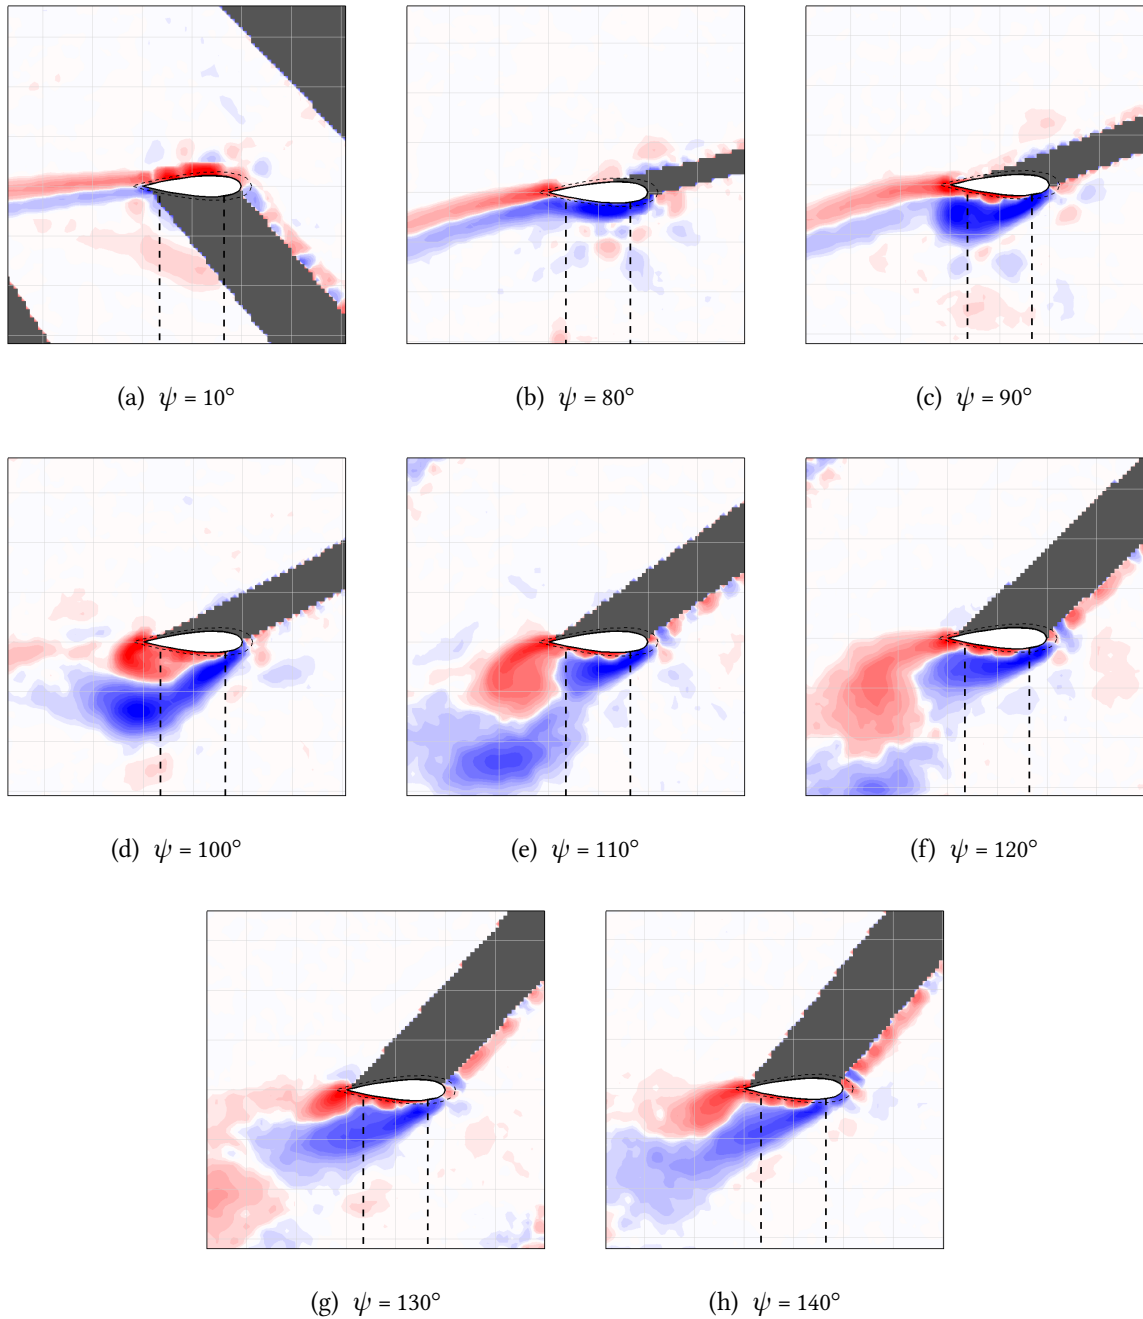 (a) ψ = 10°
(b) ψ = 80°
(c) ψ = 90°
(d) ψ = 100°
(e) ψ = 110°
(f) ψ = 120°
(g) ψ = 130°
(h) ψ = 140°